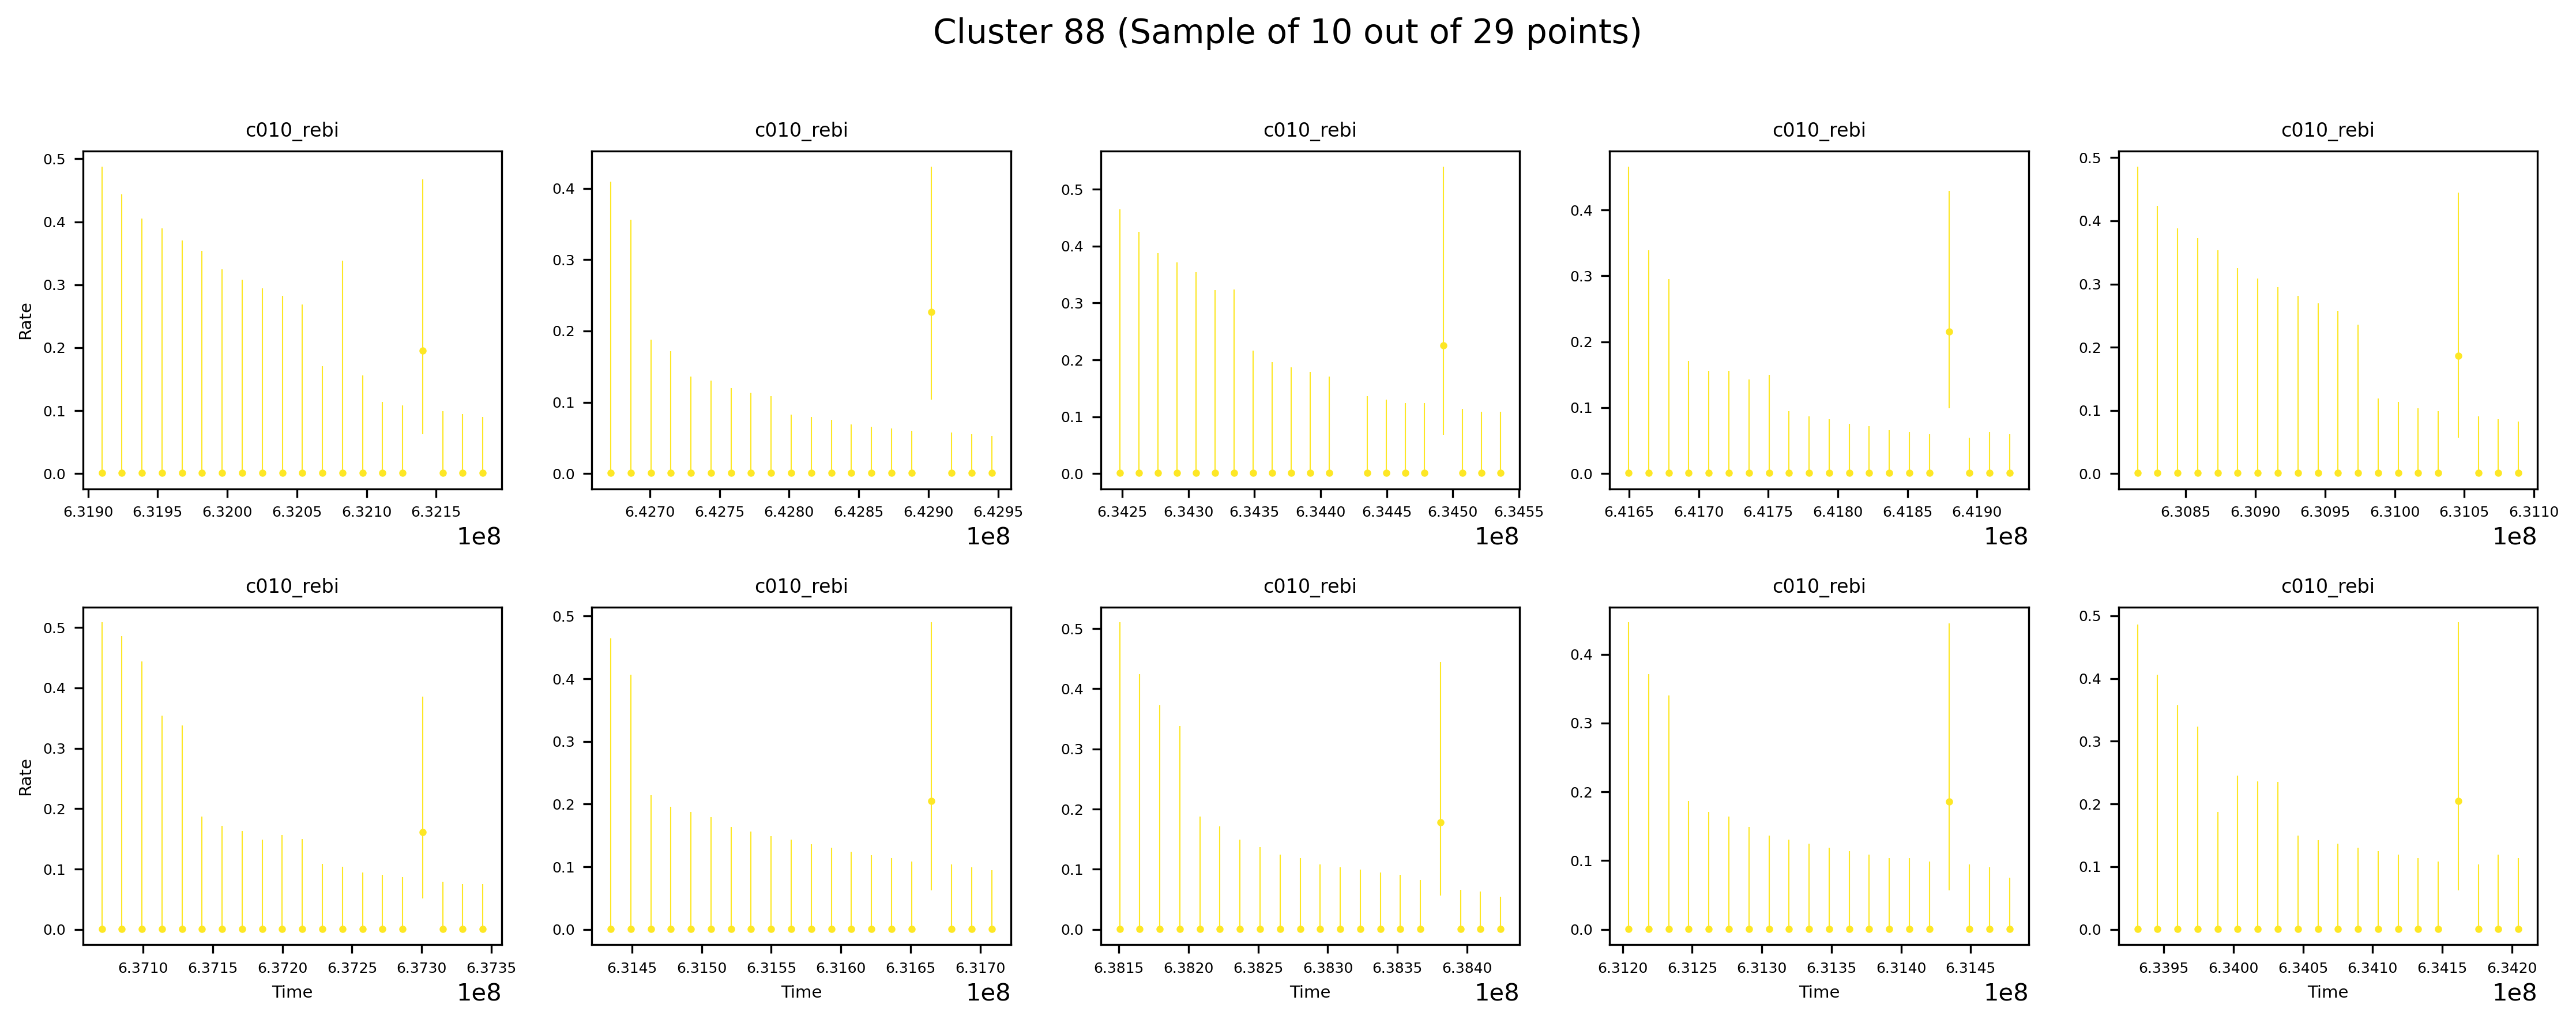 Cluster 88 (Sample of 10 out of 29 points)
c010_rebi c010_rebi c010_rebi c010_rebi c010_rebi
Rate
0.5 0.4 0.3 0.2 0.1 0.0
6.3190 6.3195 6.3200 6.3205 6.3210 6.3215
1e8
0.4 0.3 0.2 0.1 0.0
6.4270 6.4275 6.4280 6.4285 6.4290 6.4295
1e8
0.5 0.4 0.3 0.2 0.1 0.0
6.3425 6.3430 6.3435 6.3440 6.3445 6.3450 6.3455
1e8
0.4 0.3 0.2 0.1 0.0
6.4165 6.4170 6.4175 6.4180 6.4185 6.4190
1e8
0.5 0.4 0.3 0.2 0.1 0.0
6.3085 6.3090 6.3095 6.3100 6.3105 6.3110
1e8
c010_rebi c010_rebi c010_rebi c010_rebi c010_rebi
Rate
0.5 0.4 0.3 0.2 0.1 0.0
6.3710 6.3715 6.3720 6.3725 6.3730 6.3735
Time 1e8
0.5 0.4 0.3 0.2 0.1 0.0
6.3145 6.3150 6.3155 6.3160 6.3165 6.3170
Time 1e8
0.5 0.4 0.3 0.2 0.1 0.0
6.3815 6.3820 6.3825 6.3830 6.3835 6.3840
Time 1e8
0.4 0.3 0.2 0.1 0.0
6.3120 6.3125 6.3130 6.3135 6.3140 6.3145
Time 1e8
0.5 0.4 0.3 0.2 0.1 0.0
6.3395 6.3400 6.3405 6.3410 6.3415 6.3420
Time 1e8